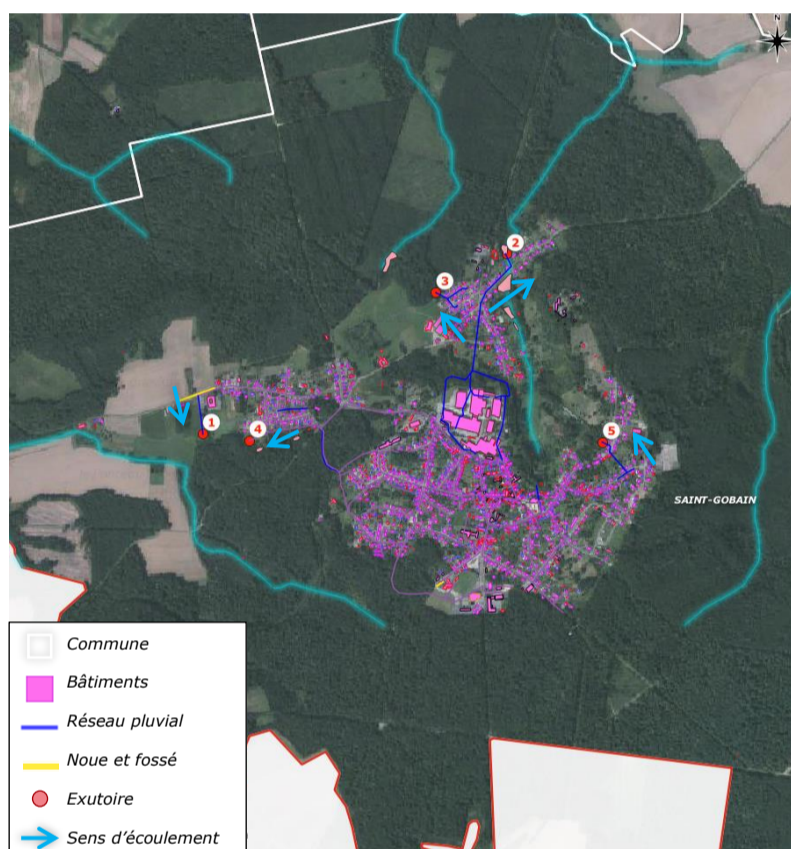 N
2
3
1
4
5
SAINT-GOBAIN
Commune
Bâtiments
Réseau pluvial
Noue et fossé
Exutoire
Sens d'écoulement